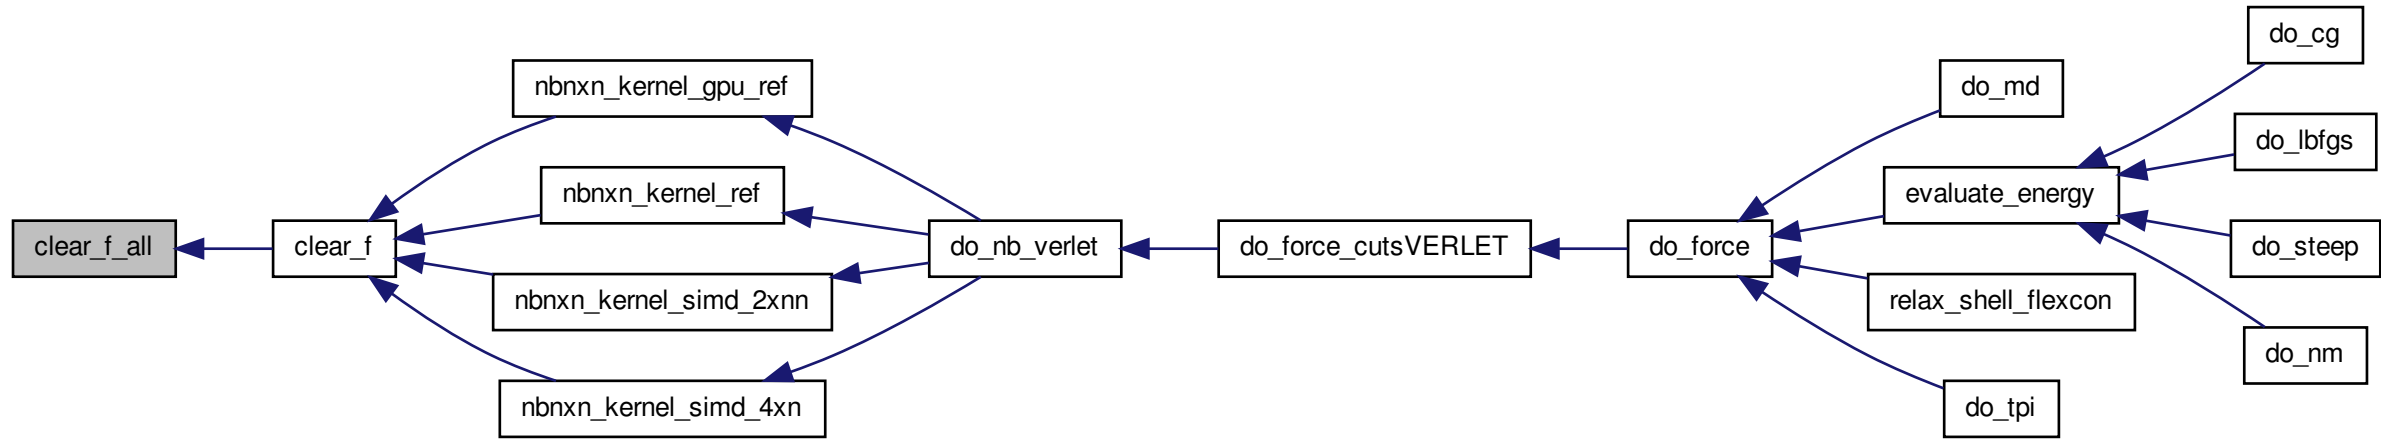 clear_f_all
clear_f
nbnxn_kernel_gpu_ref
nbnxn_kernel_ref
nbnxn_kernel_simd_2xnn
nbnxn_kernel_simd_4xn
do_nb_verlet
do_force_cutsVERLET
do_force
do_md
evaluate_energy
relax_shell_flexcon
do_tpi
do_cg
do_lbfgs
do_steep
do_nm